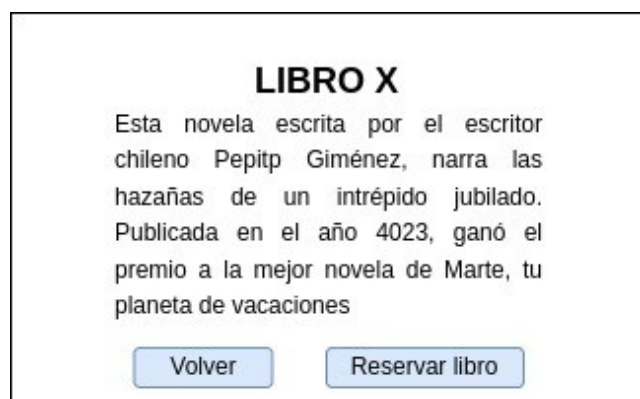 LIBRO X
Esta novela escrita por el escritor
chileno Pepitp Giménez, narra las
hazañas de un intrépido jubilado.
Publicada en el año 4023, ganó el
premio a la mejor novela de Marte, tu
planeta de vacaciones
Volver Reservar libro